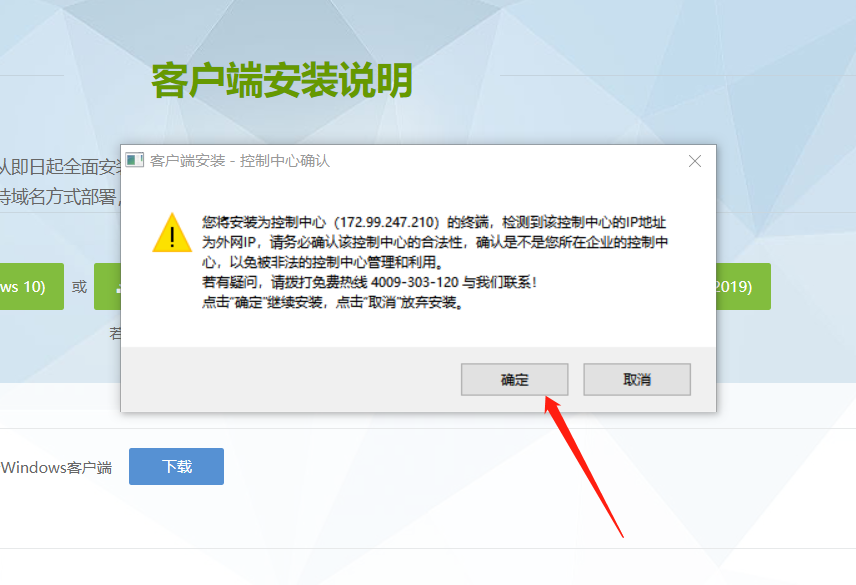 客户端安装说明
从即日起全面安
客户端安装 - 控制中心确认
持域名方式部署
您将安装为控制中心（172.99.247.210）的终端，检测到该控制中心的IP地址
为外网IP，请务必确认该控制中心的合法性，确认是不是您所在企业的控制中
心，以免被非法的控制中心管理和利用。
若有疑问，请拨打免费热线 4009-303-120 与我们联系！
点击"确定"继续安装，点击"取消"放弃安装。
ws 10)
或
2019)
若
确定
取消
Windows客户端
下载